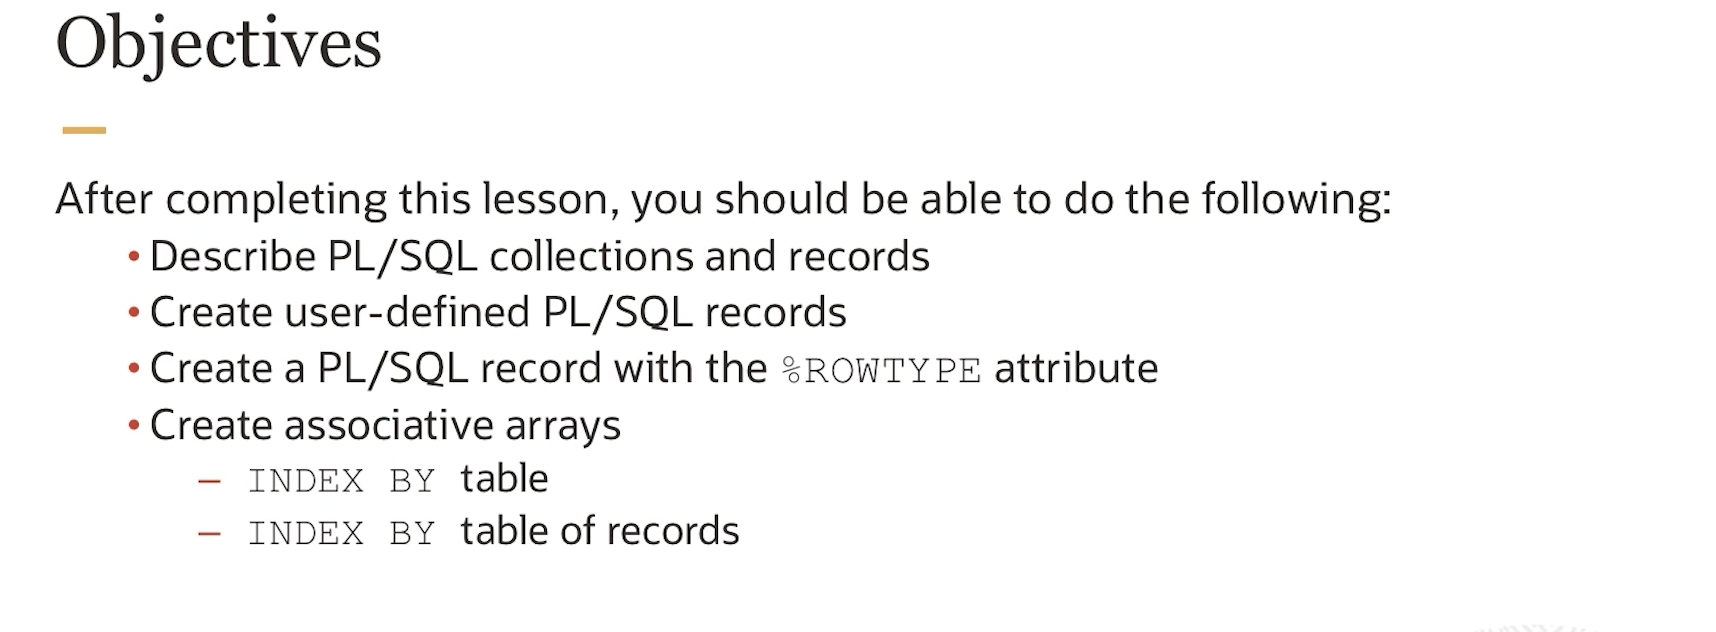 Objectives
After completing this lesson, you should be able to do the following:
• Describe PL/SQL collections and records
• Create user-defined PL/SQL records
• Create a PL/SQL record with the %ROWTYPE attribute
• Create associative arrays
– INDEX BY table
– INDEX BY table of records